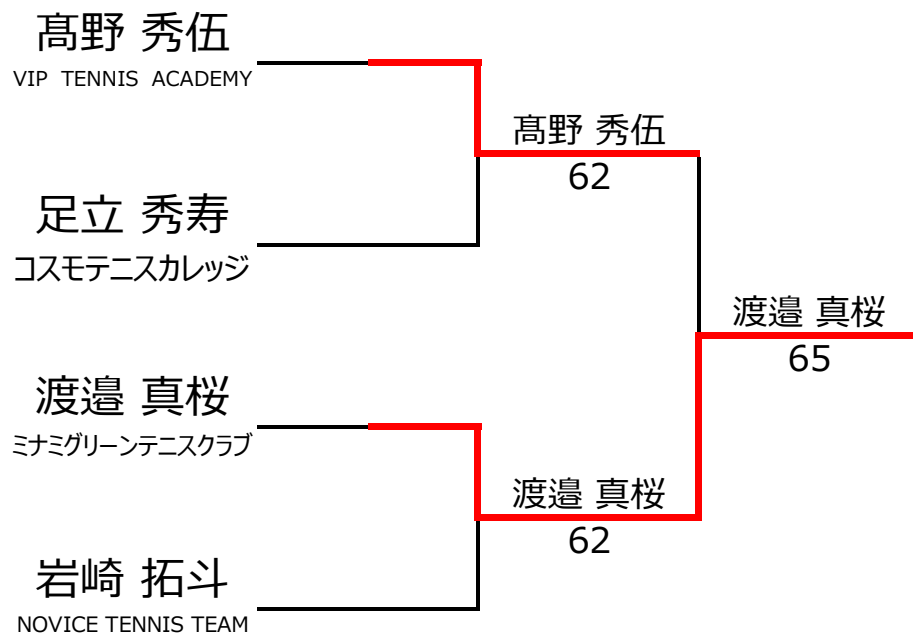 髙野 秀伍
VIP TENNIS ACADEMY
髙野 秀伍
62
足立 秀寿
コスモテニスカレッジ
渡邉 真桜
65
渡邉 真桜
ミナミグリーンテニスクラブ
渡邉 真桜
62
岩崎 拓斗
NOVICE TENNIS TEAM